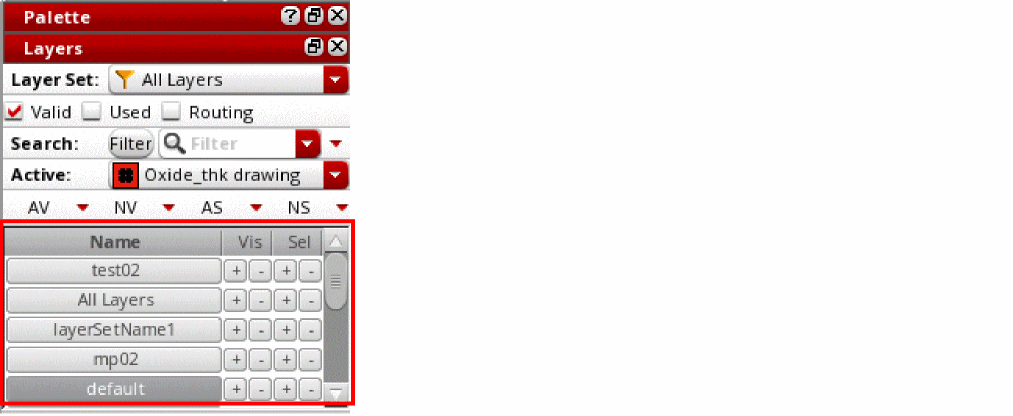 Palette
Layers
Layer Set: All Layers
Valid Used Routing
Search: Filter Filter
Active: Oxide_thk drawing
AV NV AS NS
Name Vis Sel
test02 + - + -
All Layers + - + -
layerSetName1 + - + -
mp02 + - + -
default + - + -